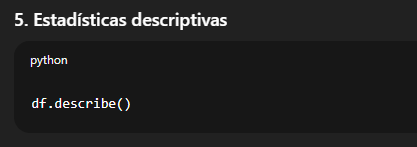 5. Estadísticas descriptivas
python
df.describe()